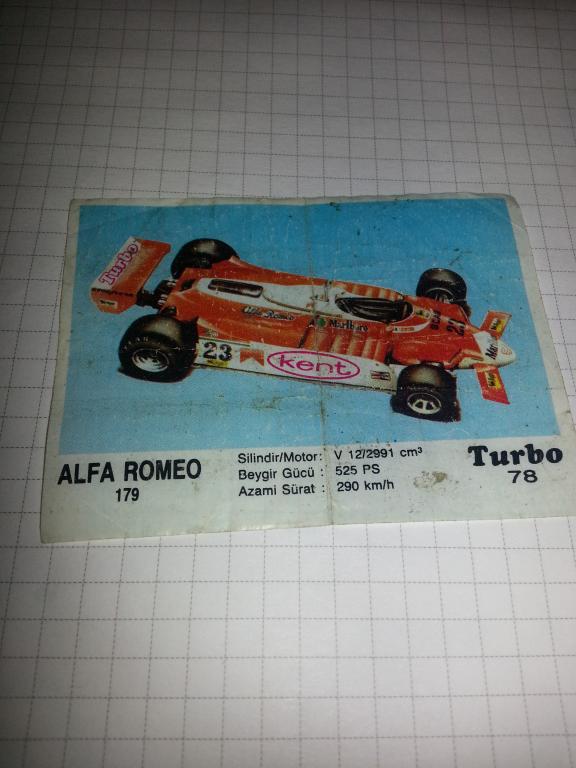 Turbo
Alfa Romeo
Marlboro
23
23
kent
ALFA ROMEO
179
Silindir/Motor: V 12/2991 cm³
Beygir Gücü : 525 PS
Azami Sürat : 290 km/h
Turbo
78